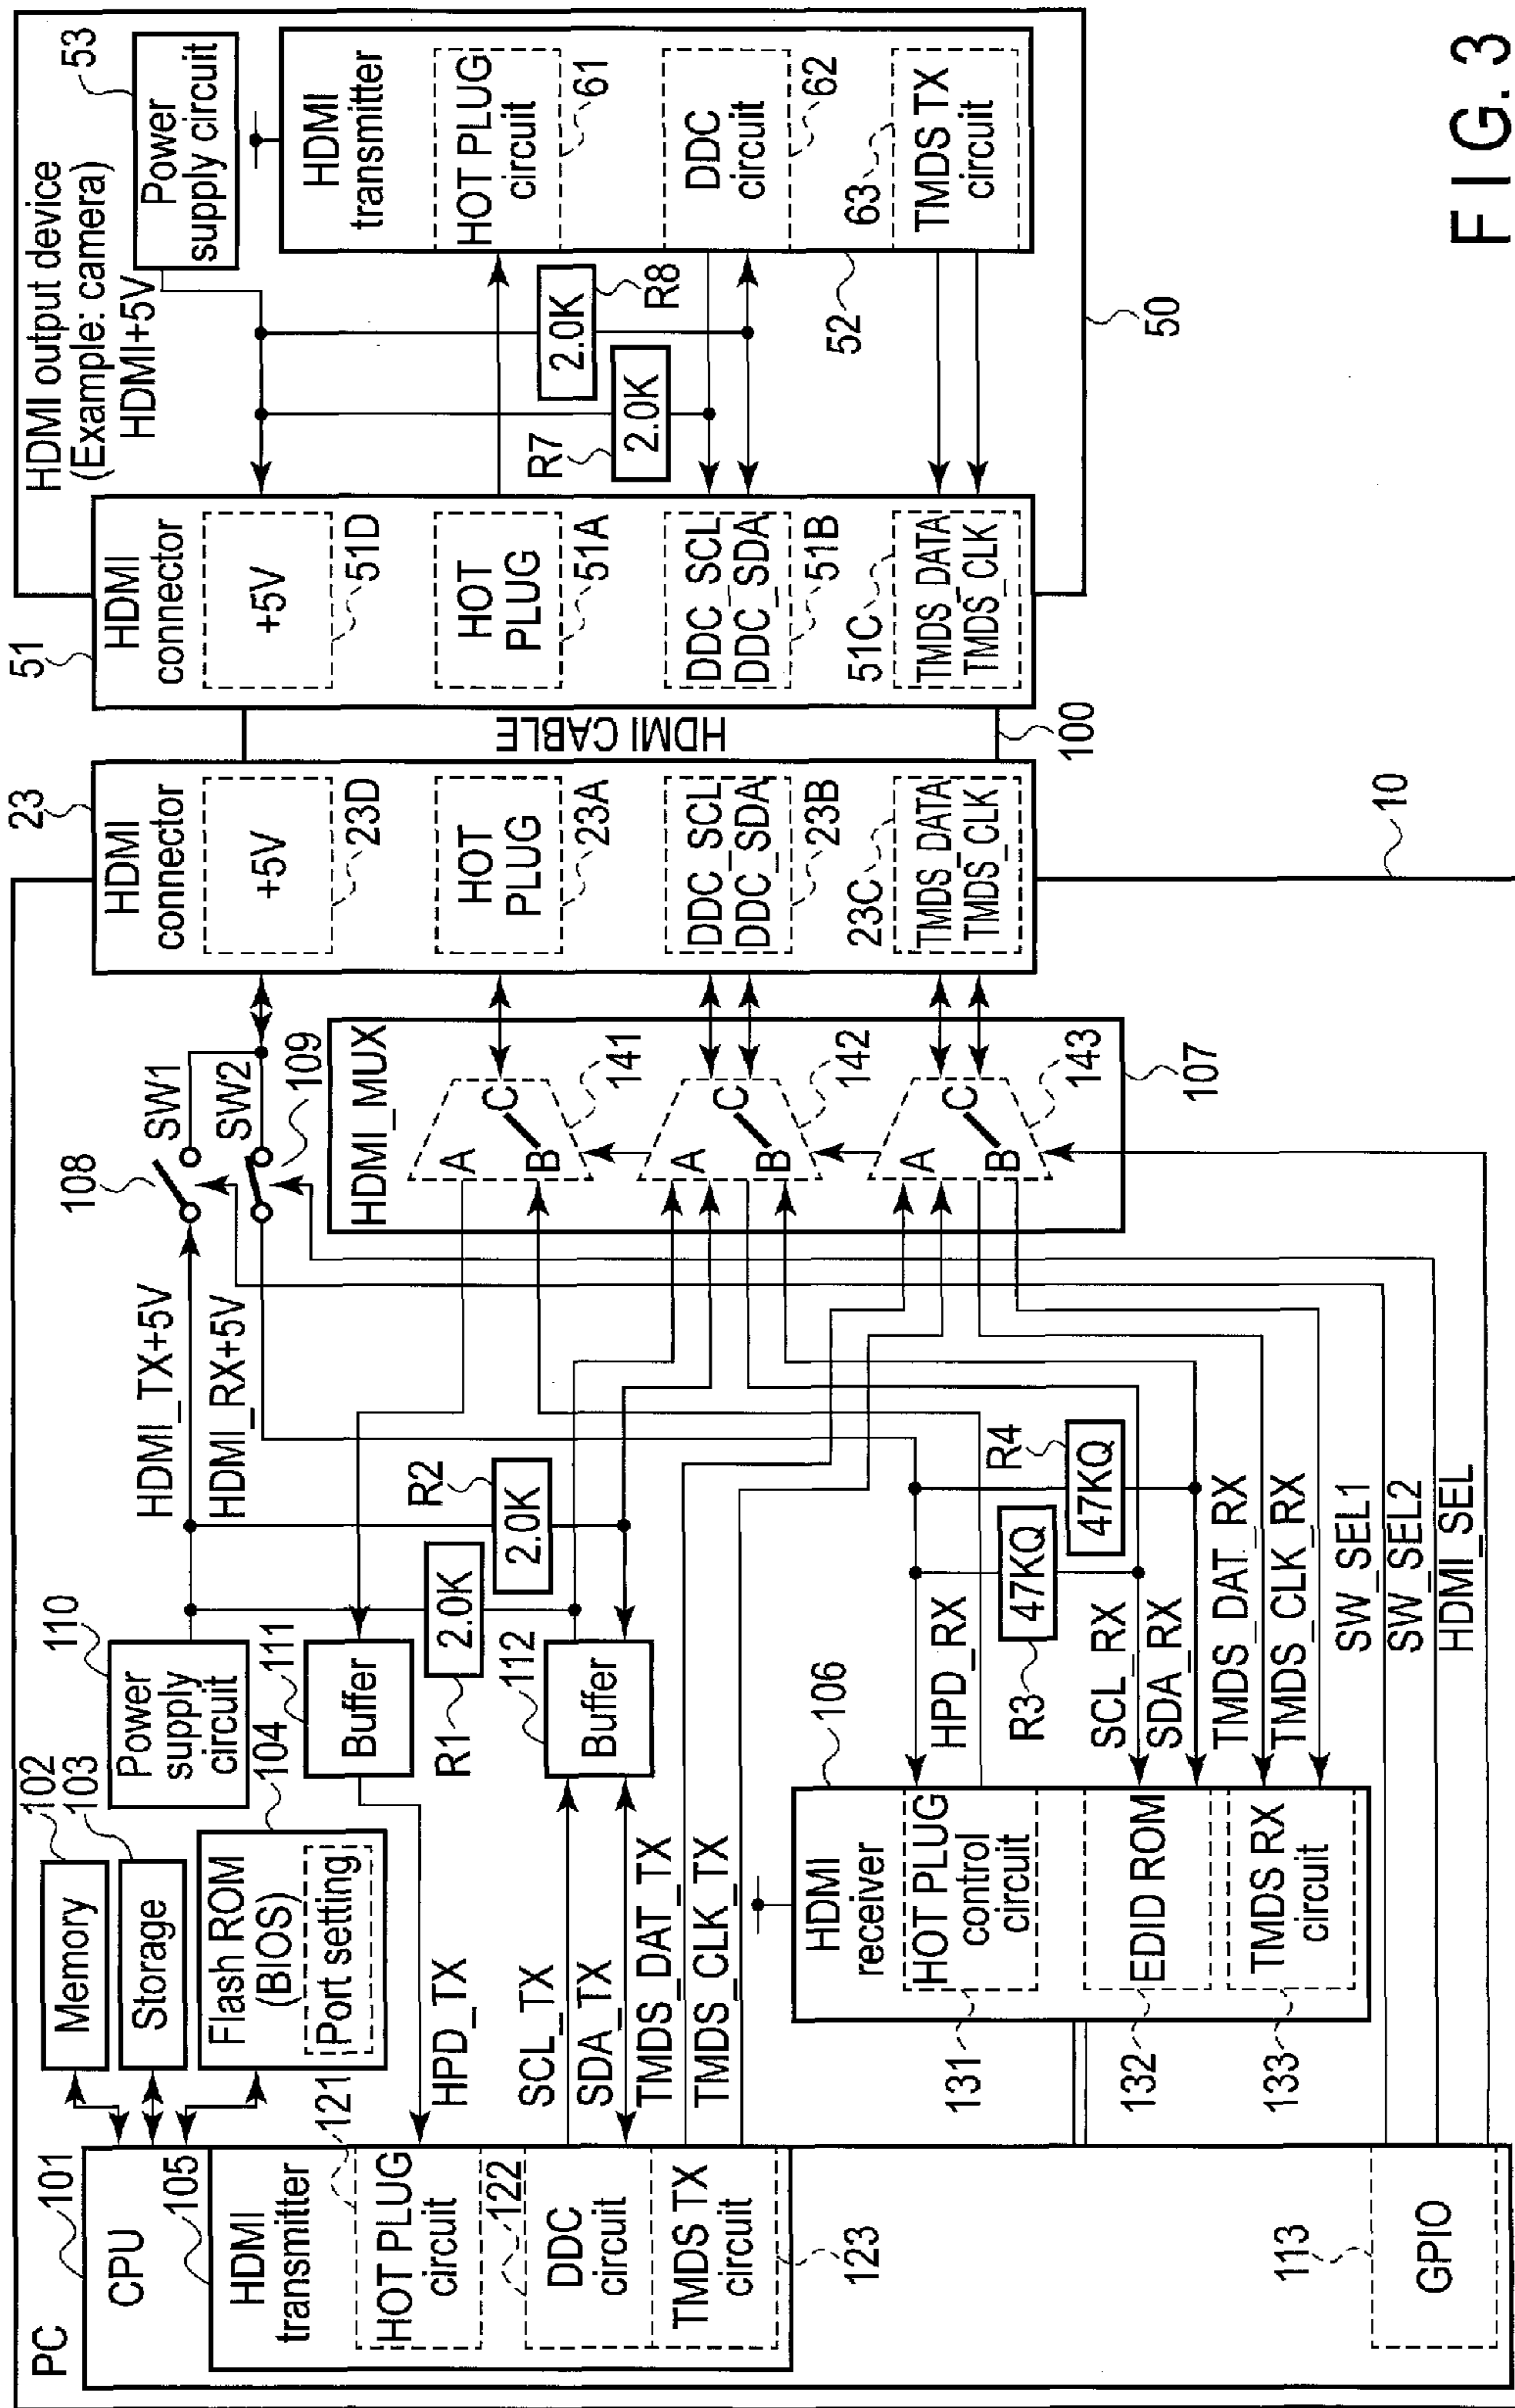 PC
101
CPU
105
HDMI
transmitter
121
HOT PLUG
circuit
122
DDC
circuit
TMDS TX
circuit
123
113
GPIO
102
Memory
103
Storage
104
Flash ROM
(BIOS)
Port setting
HPD_TX
SCL_TX
SDA_TX
TMDS_DAT_TX
TMDS_CLK_TX
110
Power
supply
circuit
111
Buffer
R1
2.0K
R2
2.0K
112
Buffer
106
HDMI
receiver
HOT PLUG
control
circuit
131
EDID ROM
132
TMDS RX
circuit
133
HPD_RX
R3
47KQ
R4
47KQ
SCL_RX
SDA_RX
TMDS_DAT_RX
TMDS_CLK_RX
SW_SEL1
SW_SEL2
HDMI_SEL
HDMI_TX+5V
HDMI_RX+5V
108
SW1
SW2
109
HDMI_MUX
A
B
C
141
A
B
C
142
A
B
C
143
107
23
HDMI
connector
+5V
23D
HOT
PLUG
23A
DDC_SCL
DDC_SDA
23B
23C
TMDS_DATA
TMDS_CLK
10
HDMI CABLE
100
51
HDMI
connector
+5V
51D
HOT
PLUG
51A
DDC_SCL
DDC_SDA
51B
51C
TMDS_DATA
TMDS_CLK
HDMI output device
(Example: camera)
HDMI+5V
R7
2.0K
R8
2.0K
53
Power
supply circuit
HDMI
transmitter
HOT PLUG
circuit
61
DDC
circuit
62
63
TMDS TX
circuit
52
50
FIG. 3